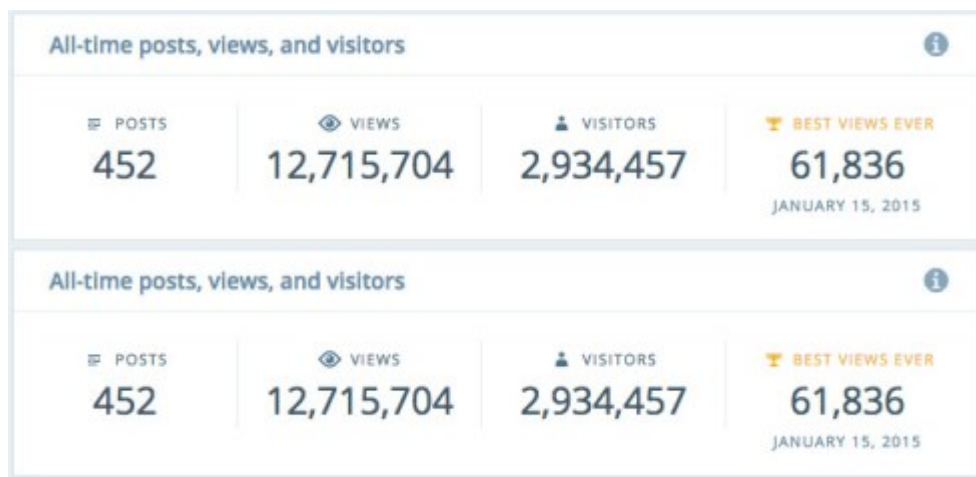 All-time posts, views, and visitors
POSTS VIEWS VISITORS BEST VIEWS EVER
452 12,715,704 2,934,457 61,836
JANUARY 15, 2015
All-time posts, views, and visitors
POSTS VIEWS VISITORS BEST VIEWS EVER
452 12,715,704 2,934,457 61,836
JANUARY 15, 2015